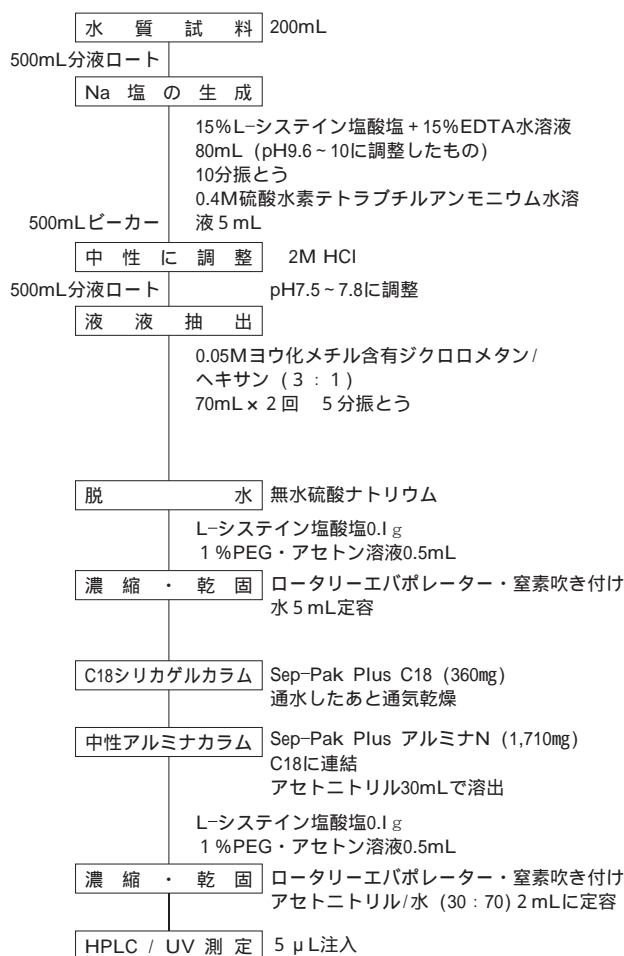 水質試料 200mL
500mL分液ロート
Na塩の生成
15%L−システイン塩酸塩+15%EDTA水溶液
80mL (pH9.6~10に調整したもの)
10分振とう
0.4M硫酸水素テトラブチルアンモニウム水溶
500mLビーカー 液5mL
中性に調整 2M HCl
500mL分液ロート pH7.5~7.8に調整
液液抽出
0.05Mヨウ化メチル含有ジクロロメタン/
ヘキサン (3:1)
70mL×2回 5分振とう
脱水 無水硫酸ナトリウム
L−システイン塩酸塩0.1g
1%PEG・アセトン溶液0.5mL
濃縮・乾固 ロータリーエバポレーター・窒素吹き付け
水5mL定容
C18シリカゲルカラム Sep−Pak Plus C18 (360mg)
通水したあと通気乾燥
中性アルミナカラム Sep−Pak Plus アルミナN (1,710mg)
C18に連結
アセトニトリル30mLで溶出
L−システイン塩酸塩0.1g
1%PEG・アセトン溶液0.5mL
濃縮・乾固 ロータリーエバポレーター・窒素吹き付け
アセトニトリル/水 (30:70) 2mLに定容
HPLC / UV測定 5μL注入